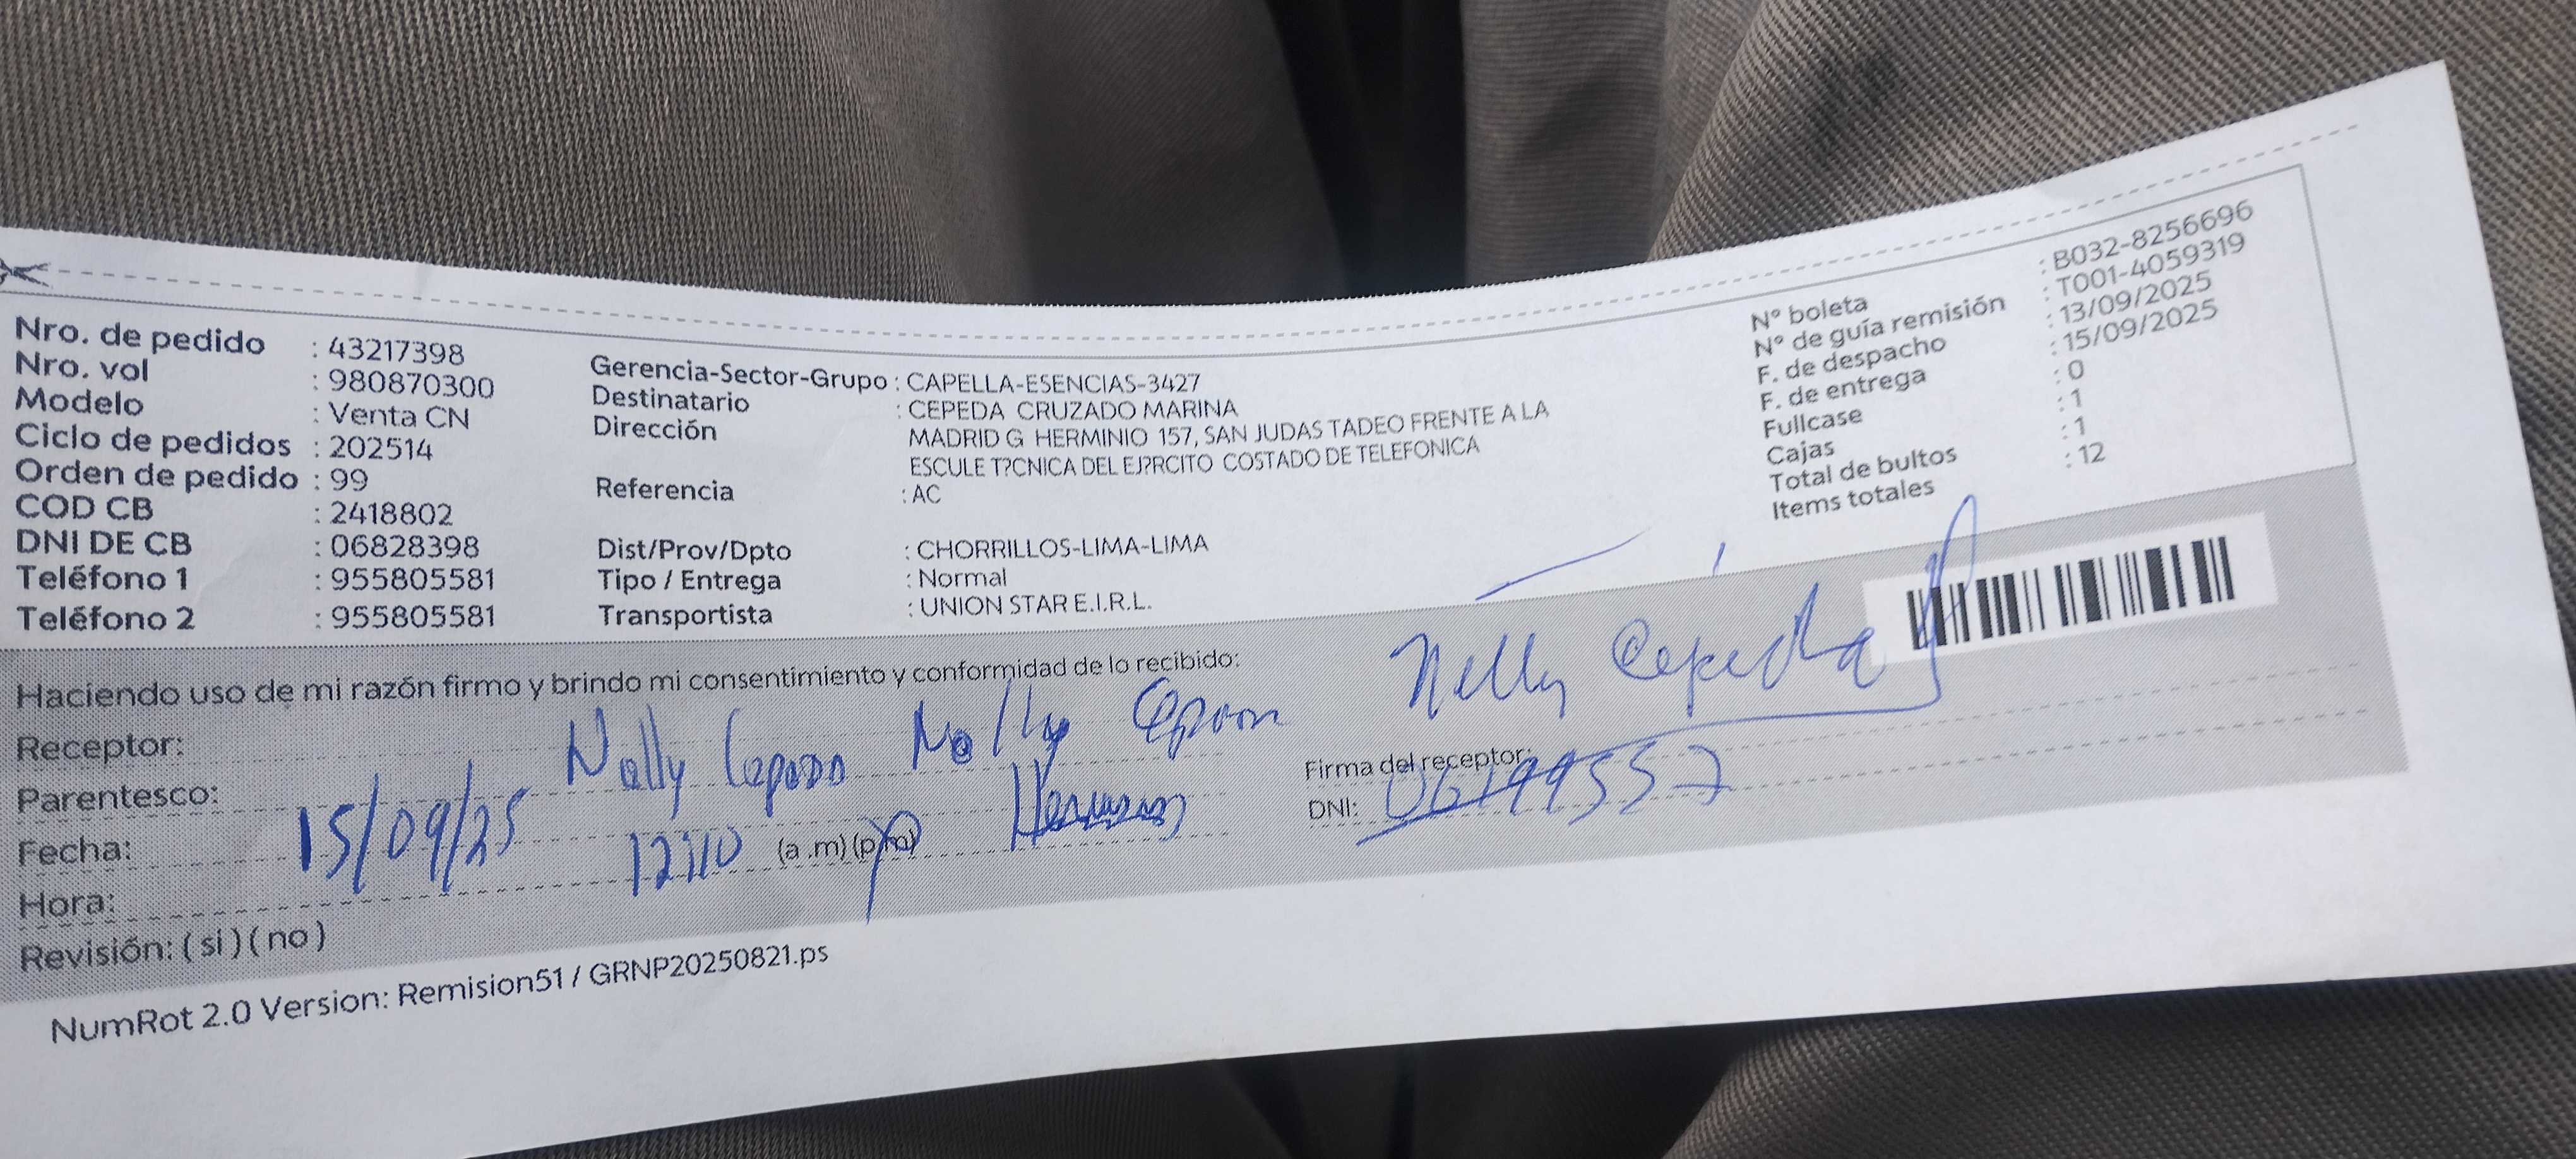 Nro. de pedido : 43217398
Nro. vol : 980870300
Modelo : Venta CN
Ciclo de pedidos : 202514
Orden de pedido : 99
COD CB : 2418802
DNI DE CB : 06828398
Teléfono 1 : 955805581
Teléfono 2 : 955805581
Gerencia-Sector-Grupo : CAPELLA-ESENCIAS-3427
Destinatario : CEPEDA CRUZADO MARINA
Dirección MADRID G HERMINIO 157, SAN JUDAS TADEO FRENTE A LA
ESCULE T?CNICA DEL EJ?RCITO COSTADO DE TELEFONICA
Referencia : AC
Dist/Prov/Dpto : CHORRILLOS-LIMA-LIMA
Tipo / Entrega : Normal
Transportista : UNION STAR E.I.R.L.
N° boleta : B032-8256696
N° de guía remisión : T001-4059319
F. de despacho : 13/09/2025
F. de entrega : 15/09/2025
Fullcase : 0
Cajas : 1
Total de bultos : 1
Items totales : 12
Haciendo uso de mi razón firmo y brindo mi consentimiento y conformidad de lo recibido:
Receptor: Nelly Cepeda Nelly
Parentesco:
Fecha: 15/09/25
Hora: 12:10 (a .m) (p.m)
Revisión: ( si ) ( no )
Nelly Cepeda
Firma del receptor:
DNI:
NumRot 2.0 Version: Remision51 / GRNP20250821.ps